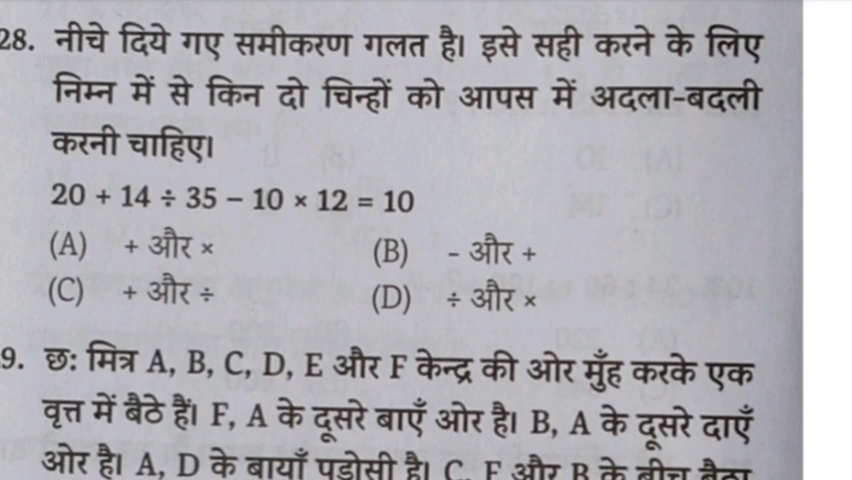 28. नीचे दिये गए समीकरण गलत है। इसे सही करने के लिए
निम्न में से किन दो चिन्हों को आपस में अदला-बदली
करनी चाहिए।
20 + 14 ÷ 35 – 10 × 12 = 10
(A) + और × (B) - और +
(C) + और ÷ (D) ÷ और ×
9. छः मित्र A, B, C, D, E और F केन्द्र की ओर मुँह करके एक
वृत्त में बैठे हैं। F, A के दूसरे बाएँ ओर है। B, A के दूसरे दाएँ
ओर है। A, D के बायाँ पड़ोसी है। C, F और B के बीच बैठा